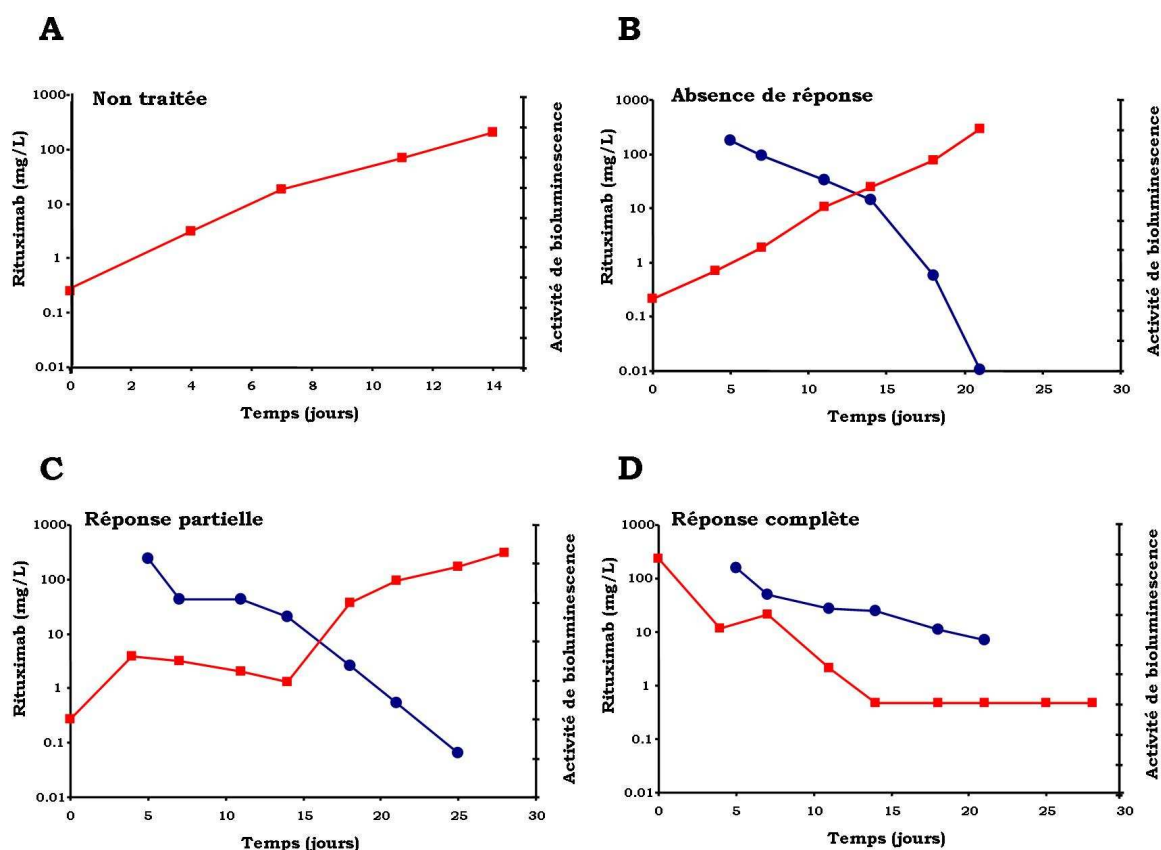 A
Non traitée
Rituximab (mg/L)
1000
100
10
1
0.1
0.01
0 2 4 6 8 10 12 14
Temps (jours)
Activité de bioluminescence
B
Absence de réponse
Rituximab (mg/L)
1000
100
10
1
0.1
0.01
0 5 10 15 20 25 30
Temps (jours)
Activité de bioluminescence
C
Réponse partielle
Rituximab (mg/L)
1000
100
10
1
0.1
0.01
0 5 10 15 20 25 30
Temps (jours)
Activité de bioluminescence
D
Réponse complète
Rituximab (mg/L)
1000
100
10
1
0.1
0.01
0 5 10 15 20 25 30
Temps (jours)
Activité de bioluminescence